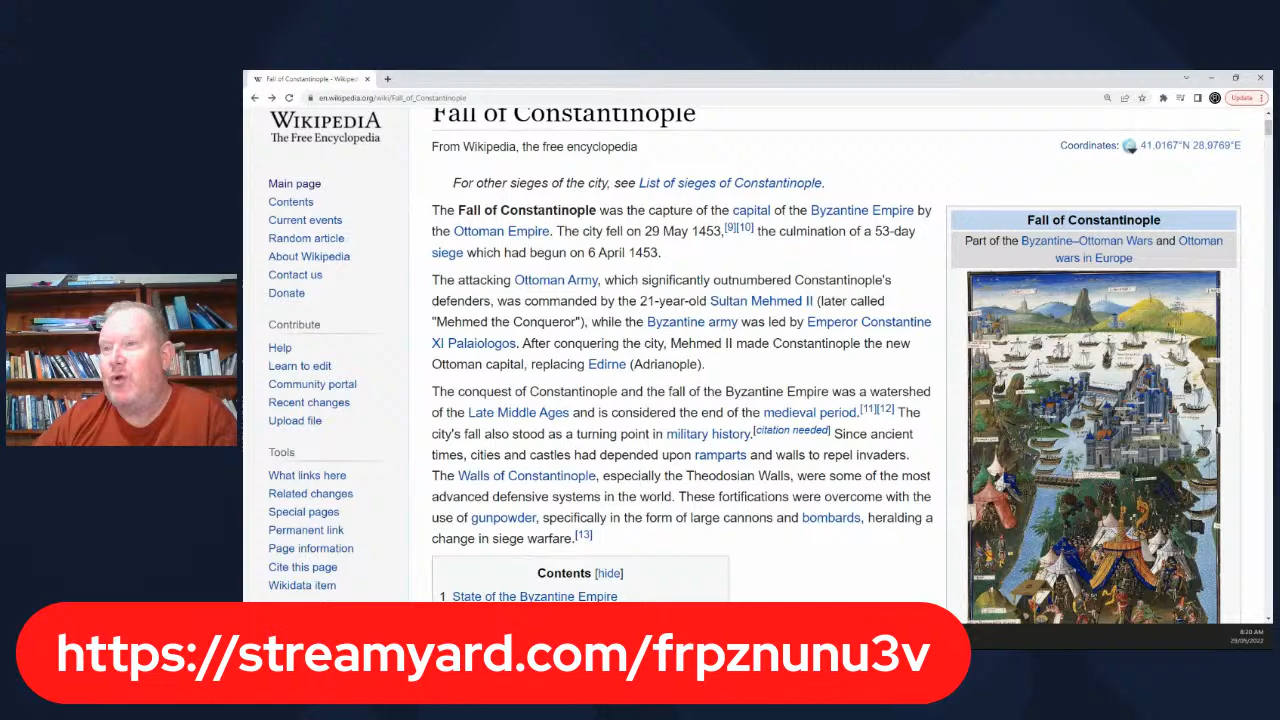 Fall of Constantinople - Wikiped
en.wikipedia.org/wiki/Fall_of_Constantinople
Update
WIKIPEDIA
The Free Encyclopedia
Main page
Contents
Current events
Random article
About Wikipedia
Contact us
Donate
Contribute
Help
Learn to edit
Community portal
Recent changes
Upload file
Tools
What links here
Related changes
Special pages
Permanent link
Page information
Cite this page
Wikidata item
Fall of Constantinople
From Wikipedia, the free encyclopedia
Coordinates: 41.0167°N 28.9769°E
For other sieges of the city, see List of sieges of Constantinople.
The Fall of Constantinople was the capture of the capital of the Byzantine Empire by
the Ottoman Empire. The city fell on 29 May 1453,[9][10] the culmination of a 53-day
siege which had begun on 6 April 1453.
The attacking Ottoman Army, which significantly outnumbered Constantinople's
defenders, was commanded by the 21-year-old Sultan Mehmed II (later called
"Mehmed the Conqueror"), while the Byzantine army was led by Emperor Constantine
XI Palaiologos. After conquering the city, Mehmed II made Constantinople the new
Ottoman capital, replacing Edirne (Adrianople).
The conquest of Constantinople and the fall of the Byzantine Empire was a watershed
of the Late Middle Ages and is considered the end of the medieval period.[11][12] The
city's fall also stood as a turning point in military history.[citation needed] Since ancient
times, cities and castles had depended upon ramparts and walls to repel invaders.
The Walls of Constantinople, especially the Theodosian Walls, were some of the most
advanced defensive systems in the world. These fortifications were overcome with the
use of gunpowder, specifically in the form of large cannons and bombards, heralding a
change in siege warfare.[13]
Contents [hide]
1 State of the Byzantine Empire
Fall of Constantinople
Part of the Byzantine–Ottoman Wars and Ottoman
wars in Europe
8:20 AM
29/05/2022
https://streamyard.com/frpznunu3v